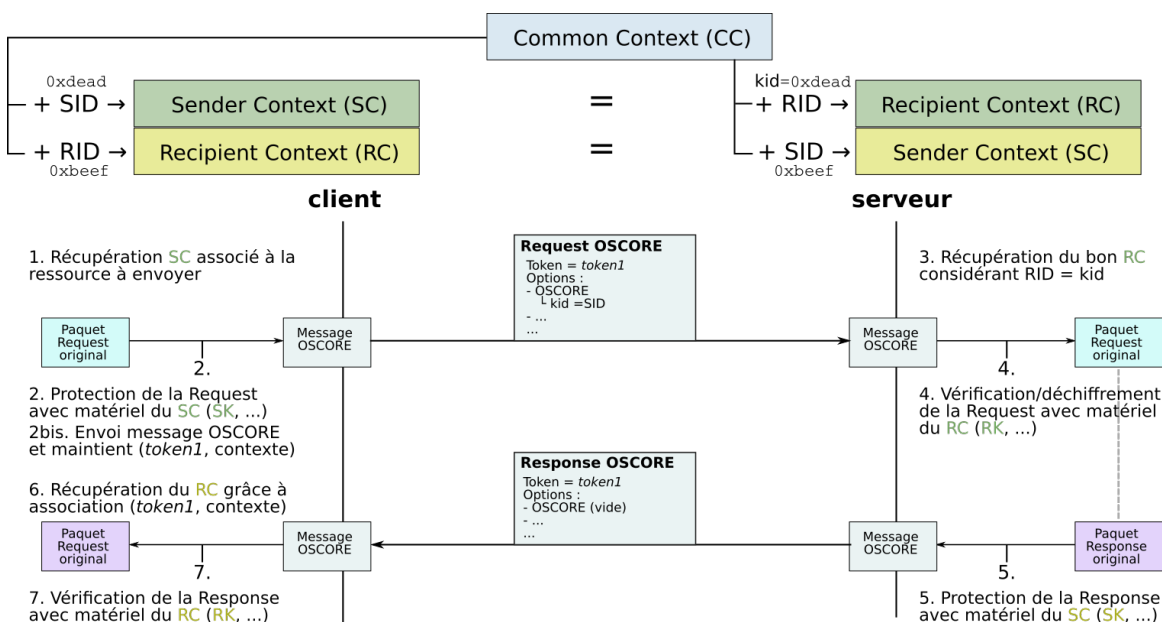 Common Context (CC)
0xdead
+ SID →
Sender Context (SC)
=
kid=0xdead
+ RID →
Recipient Context (RC)
+ RID →
0xbeef
Recipient Context (RC)
=
+ SID →
0xbeef
Sender Context (SC)
client
serveur
1. Récupération SC associé à la
ressource à envoyer
Request OSCORE
Token = token1
Options :
- OSCORE
└ kid =SID
- ...
...
3. Récupération du bon RC
considérant RID = kid
Paquet
Request
original
2.
Message
OSCORE
Message
OSCORE
4.
Paquet
Request
original
2. Protection de la Request
avec matériel du SC (SK, ...)
2bis. Envoi message OSCORE
et maintient (token1, contexte)
4. Vérification/déchiffrement
de la Request avec matériel
du RC (RK, ...)
Response OSCORE
Token = token1
Options :
- OSCORE (vide)
- ...
...
6. Récupération du RC grâce à
association (token1, contexte)
Paquet
Request
original
7.
Message
OSCORE
Message
OSCORE
5.
Paquet
Response
original
7. Vérification de la Response
avec matériel du RC (RK, ...)
5. Protection de la Response
avec matériel du SC (SK, ...)